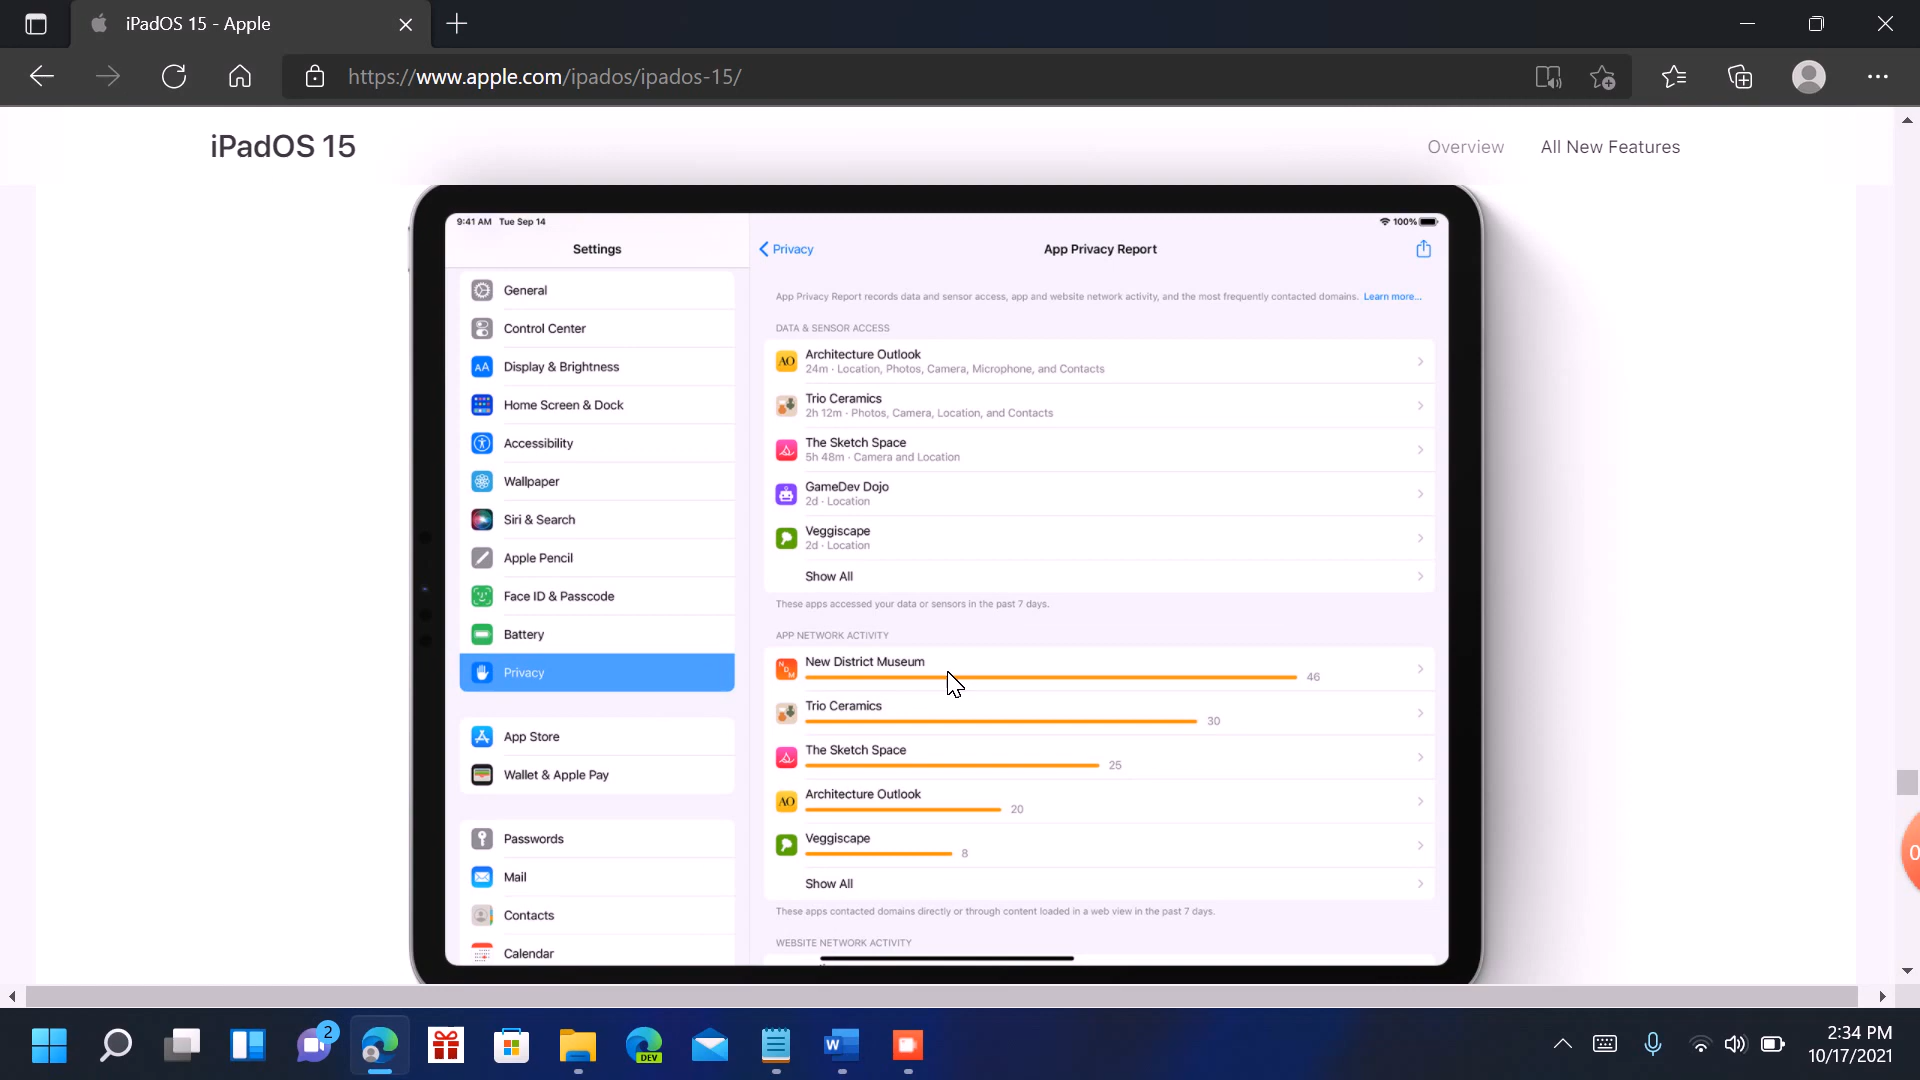 iPadOS 15 - Apple
https://www.apple.com/ipados/ipados-15/
iPadOS 15
Overview
All New Features
9:41 AM Tue Sep 14
100%
Settings
General
Control Center
AA
Display & Brightness
Home Screen & Dock
Accessibility
Wallpaper
Siri & Search
Apple Pencil
Face ID & Passcode
Battery
Privacy
App Store
Wallet & Apple Pay
Passwords
Mail
Contacts
Calendar
Privacy
App Privacy Report
App Privacy Report records data and sensor access, app and website network activity, and the most frequently contacted domains. Learn more...
DATA & SENSOR ACCESS
AO
Architecture Outlook
24m · Location, Photos, Camera, Microphone, and Contacts
Trio Ceramics
2h 12m · Photos, Camera, Location, and Contacts
The Sketch Space
5h 48m · Camera and Location
GameDev Dojo
2d · Location
Veggiscape
2d · Location
Show All
These apps accessed your data or sensors in the past 7 days.
APP NETWORK ACTIVITY
NDM
New District Museum
46
Trio Ceramics
30
The Sketch Space
25
AO
Architecture Outlook
20
Veggiscape
8
Show All
These apps contacted domains directly or through content loaded in a web view in the past 7 days.
WEBSITE NETWORK ACTIVITY
0
2
DEV
W
2:34 PM
10/17/2021